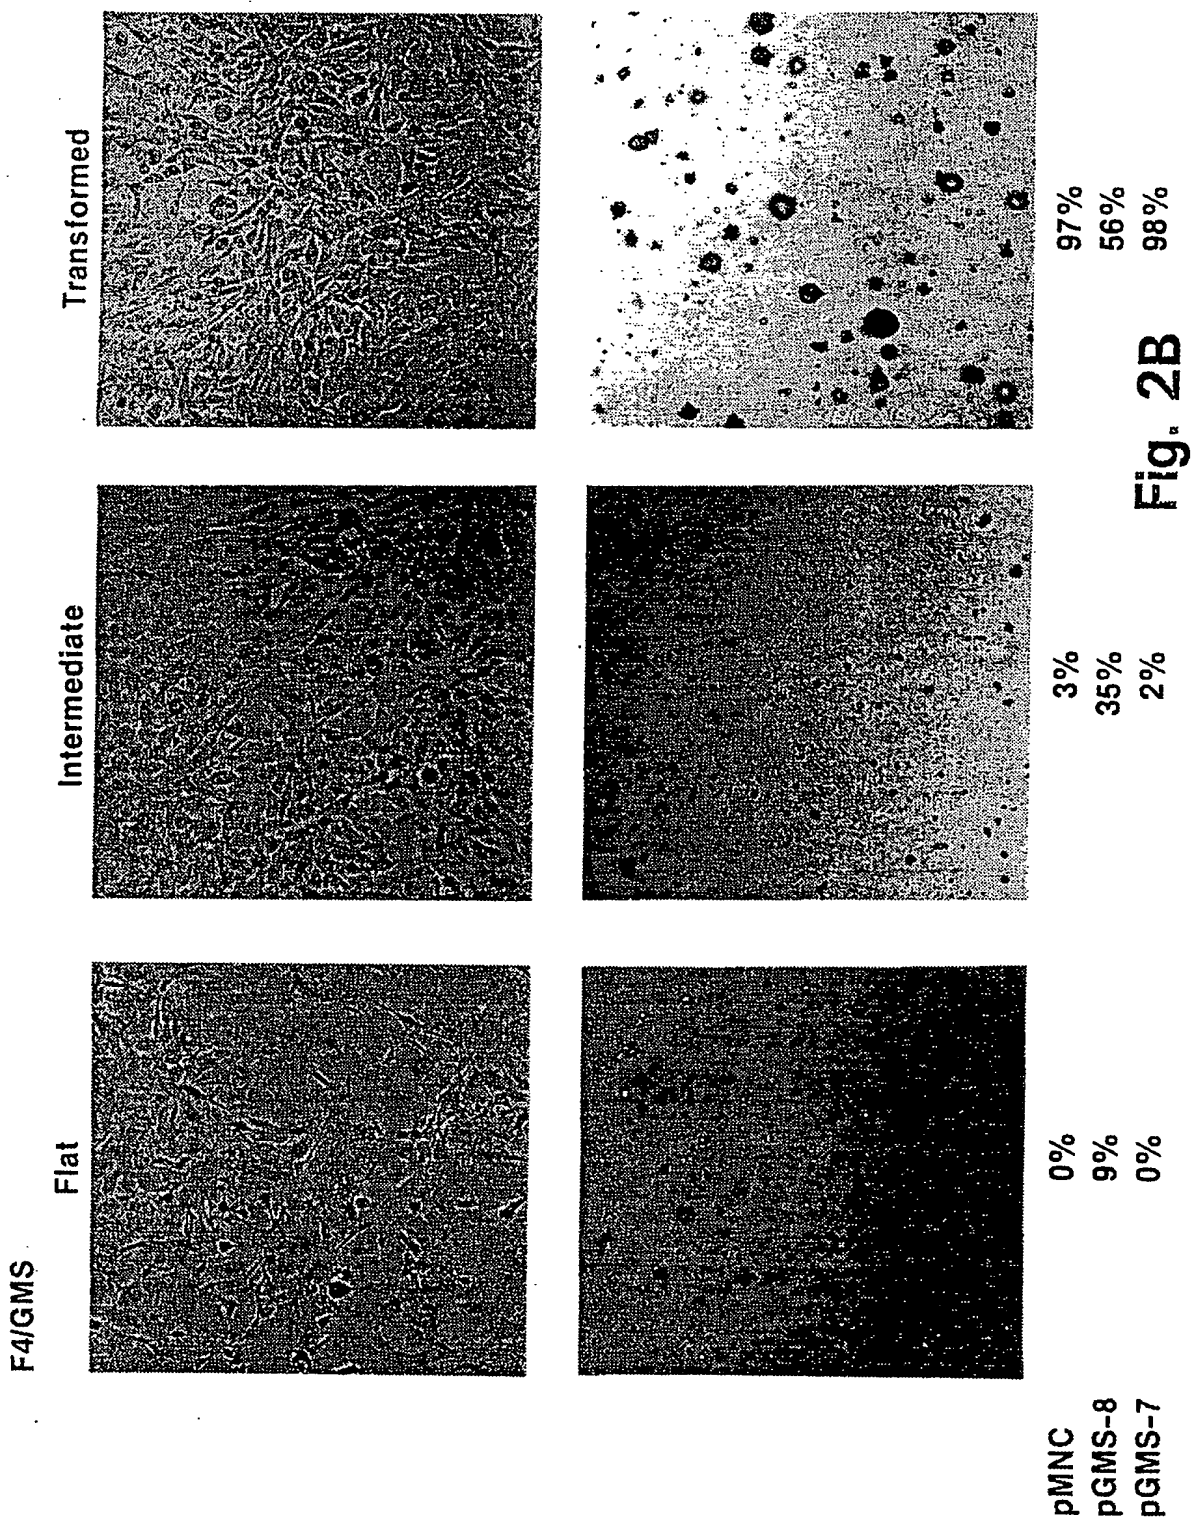 F4/GMS
Flat Intermediate Transformed
pMNC 0% 3% 97%
pGMS-8 9% 35% 56%
pGMS-7 0% 2% 98%
Fig. 2B